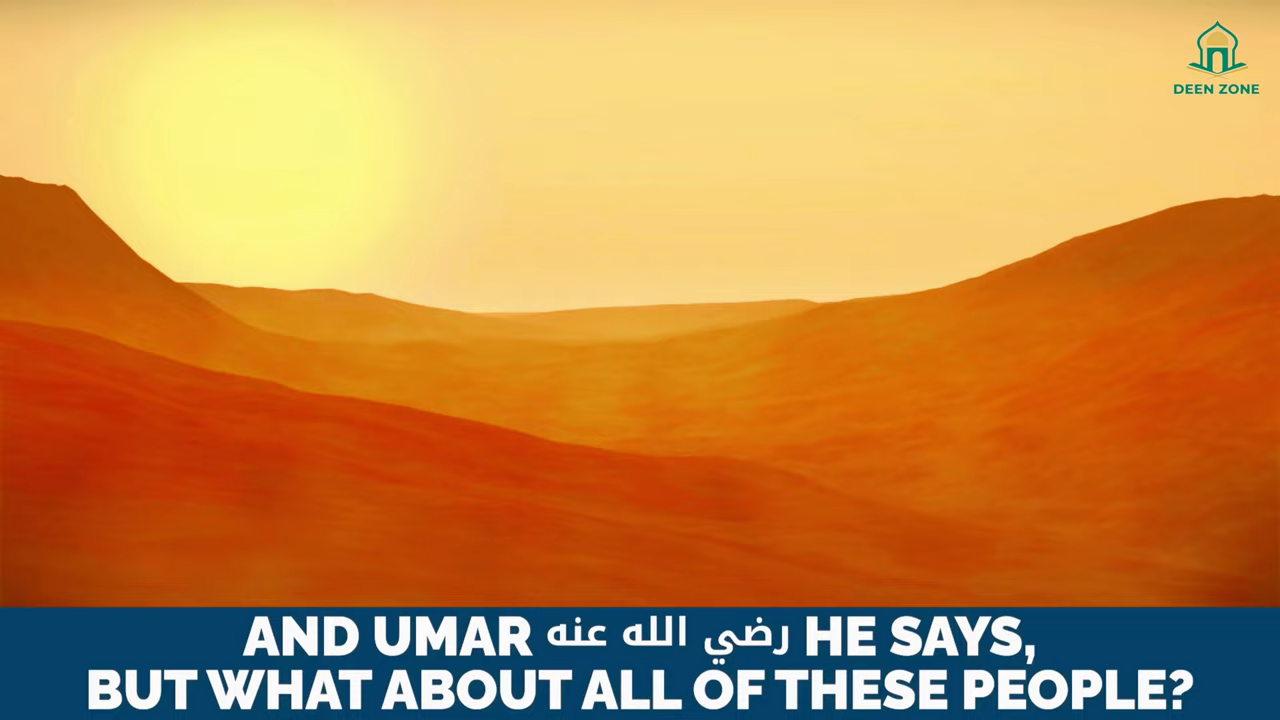 DEEN ZONE
AND UMAR رضي الله عنه HE SAYS,
BUT WHAT ABOUT ALL OF THESE PEOPLE?